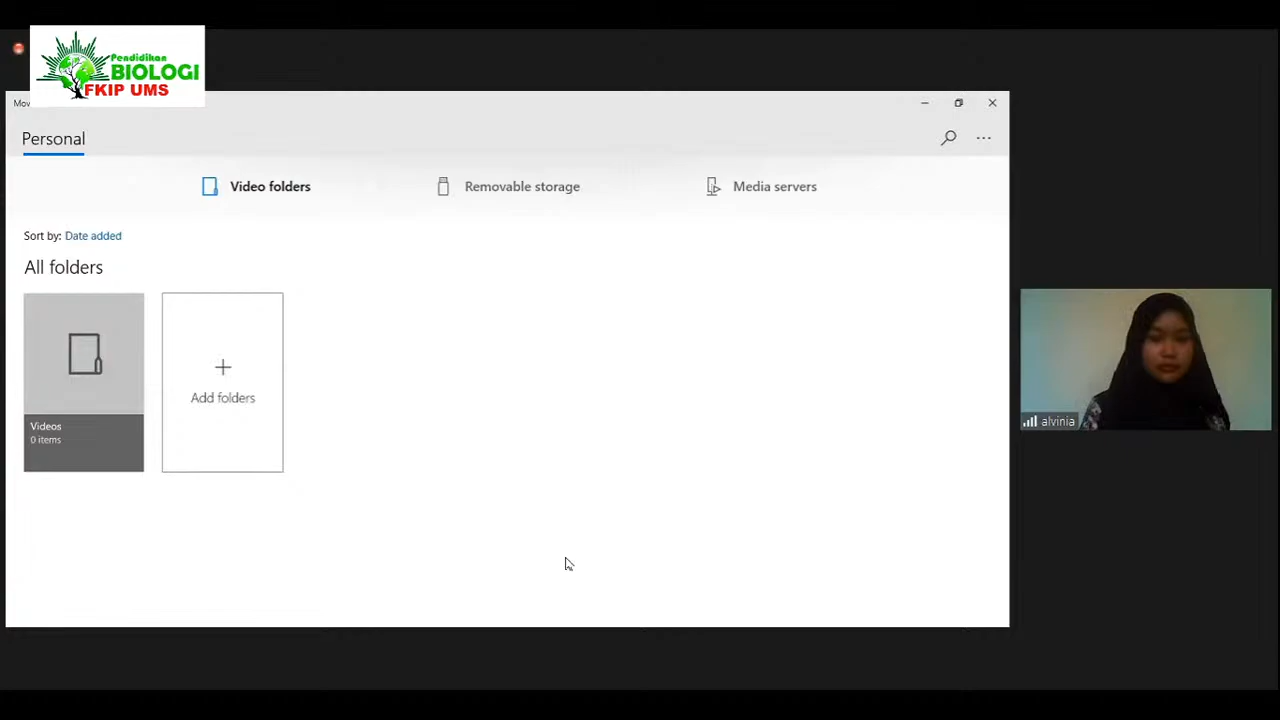 Pendidikan
BIOLOGI
FKIP UMS
Mov
Personal
Video folders
Removable storage
Media servers
Sort by: Date added
All folders
Videos
0 items
Add folders
alvinia